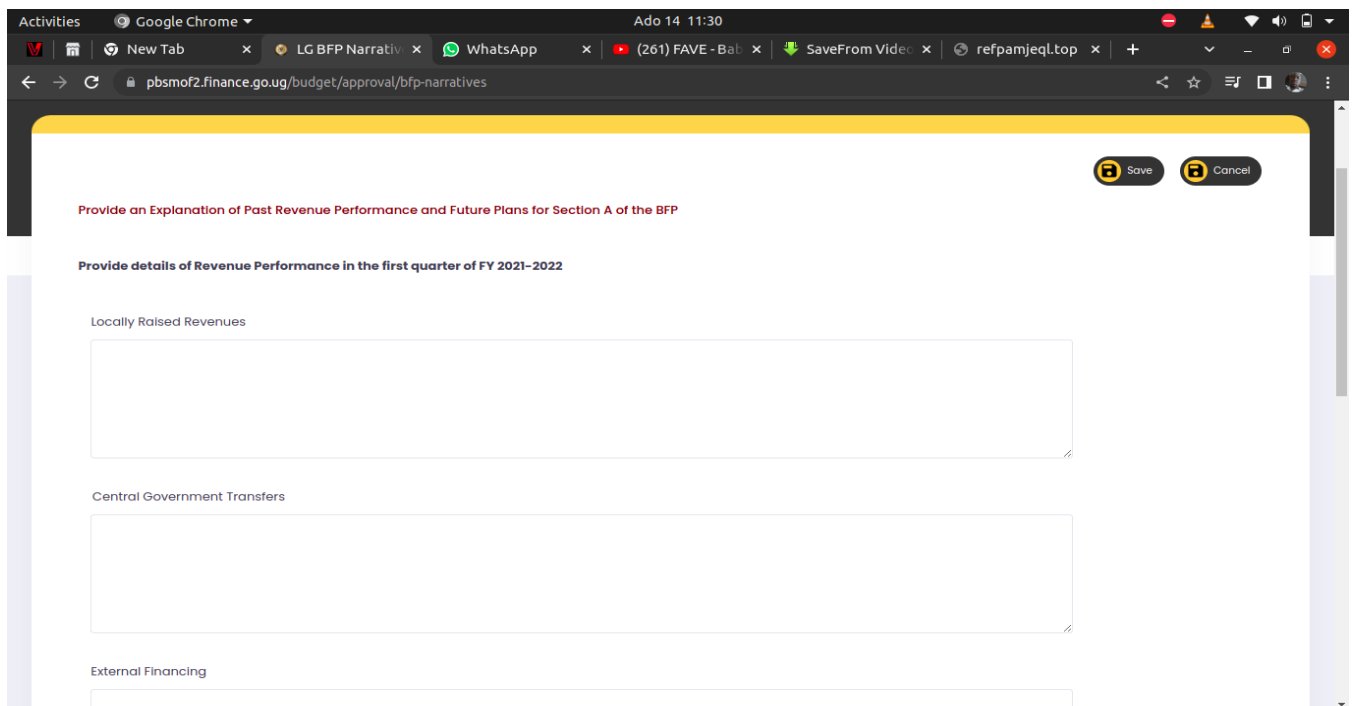 Activities Google Chrome Ado 14 11:30
New Tab LG BFP Narrativ WhatsApp (261) FAVE - Bab SaveFrom Video refpamjeql.top
pbsmof2.finance.go.ug/budget/approval/bfp-narratives
Save Cancel
Provide an Explanation of Past Revenue Performance and Future Plans for Section A of the BFP
Provide details of Revenue Performance in the first quarter of FY 2021-2022
Locally Raised Revenues
Central Government Transfers
External Financing